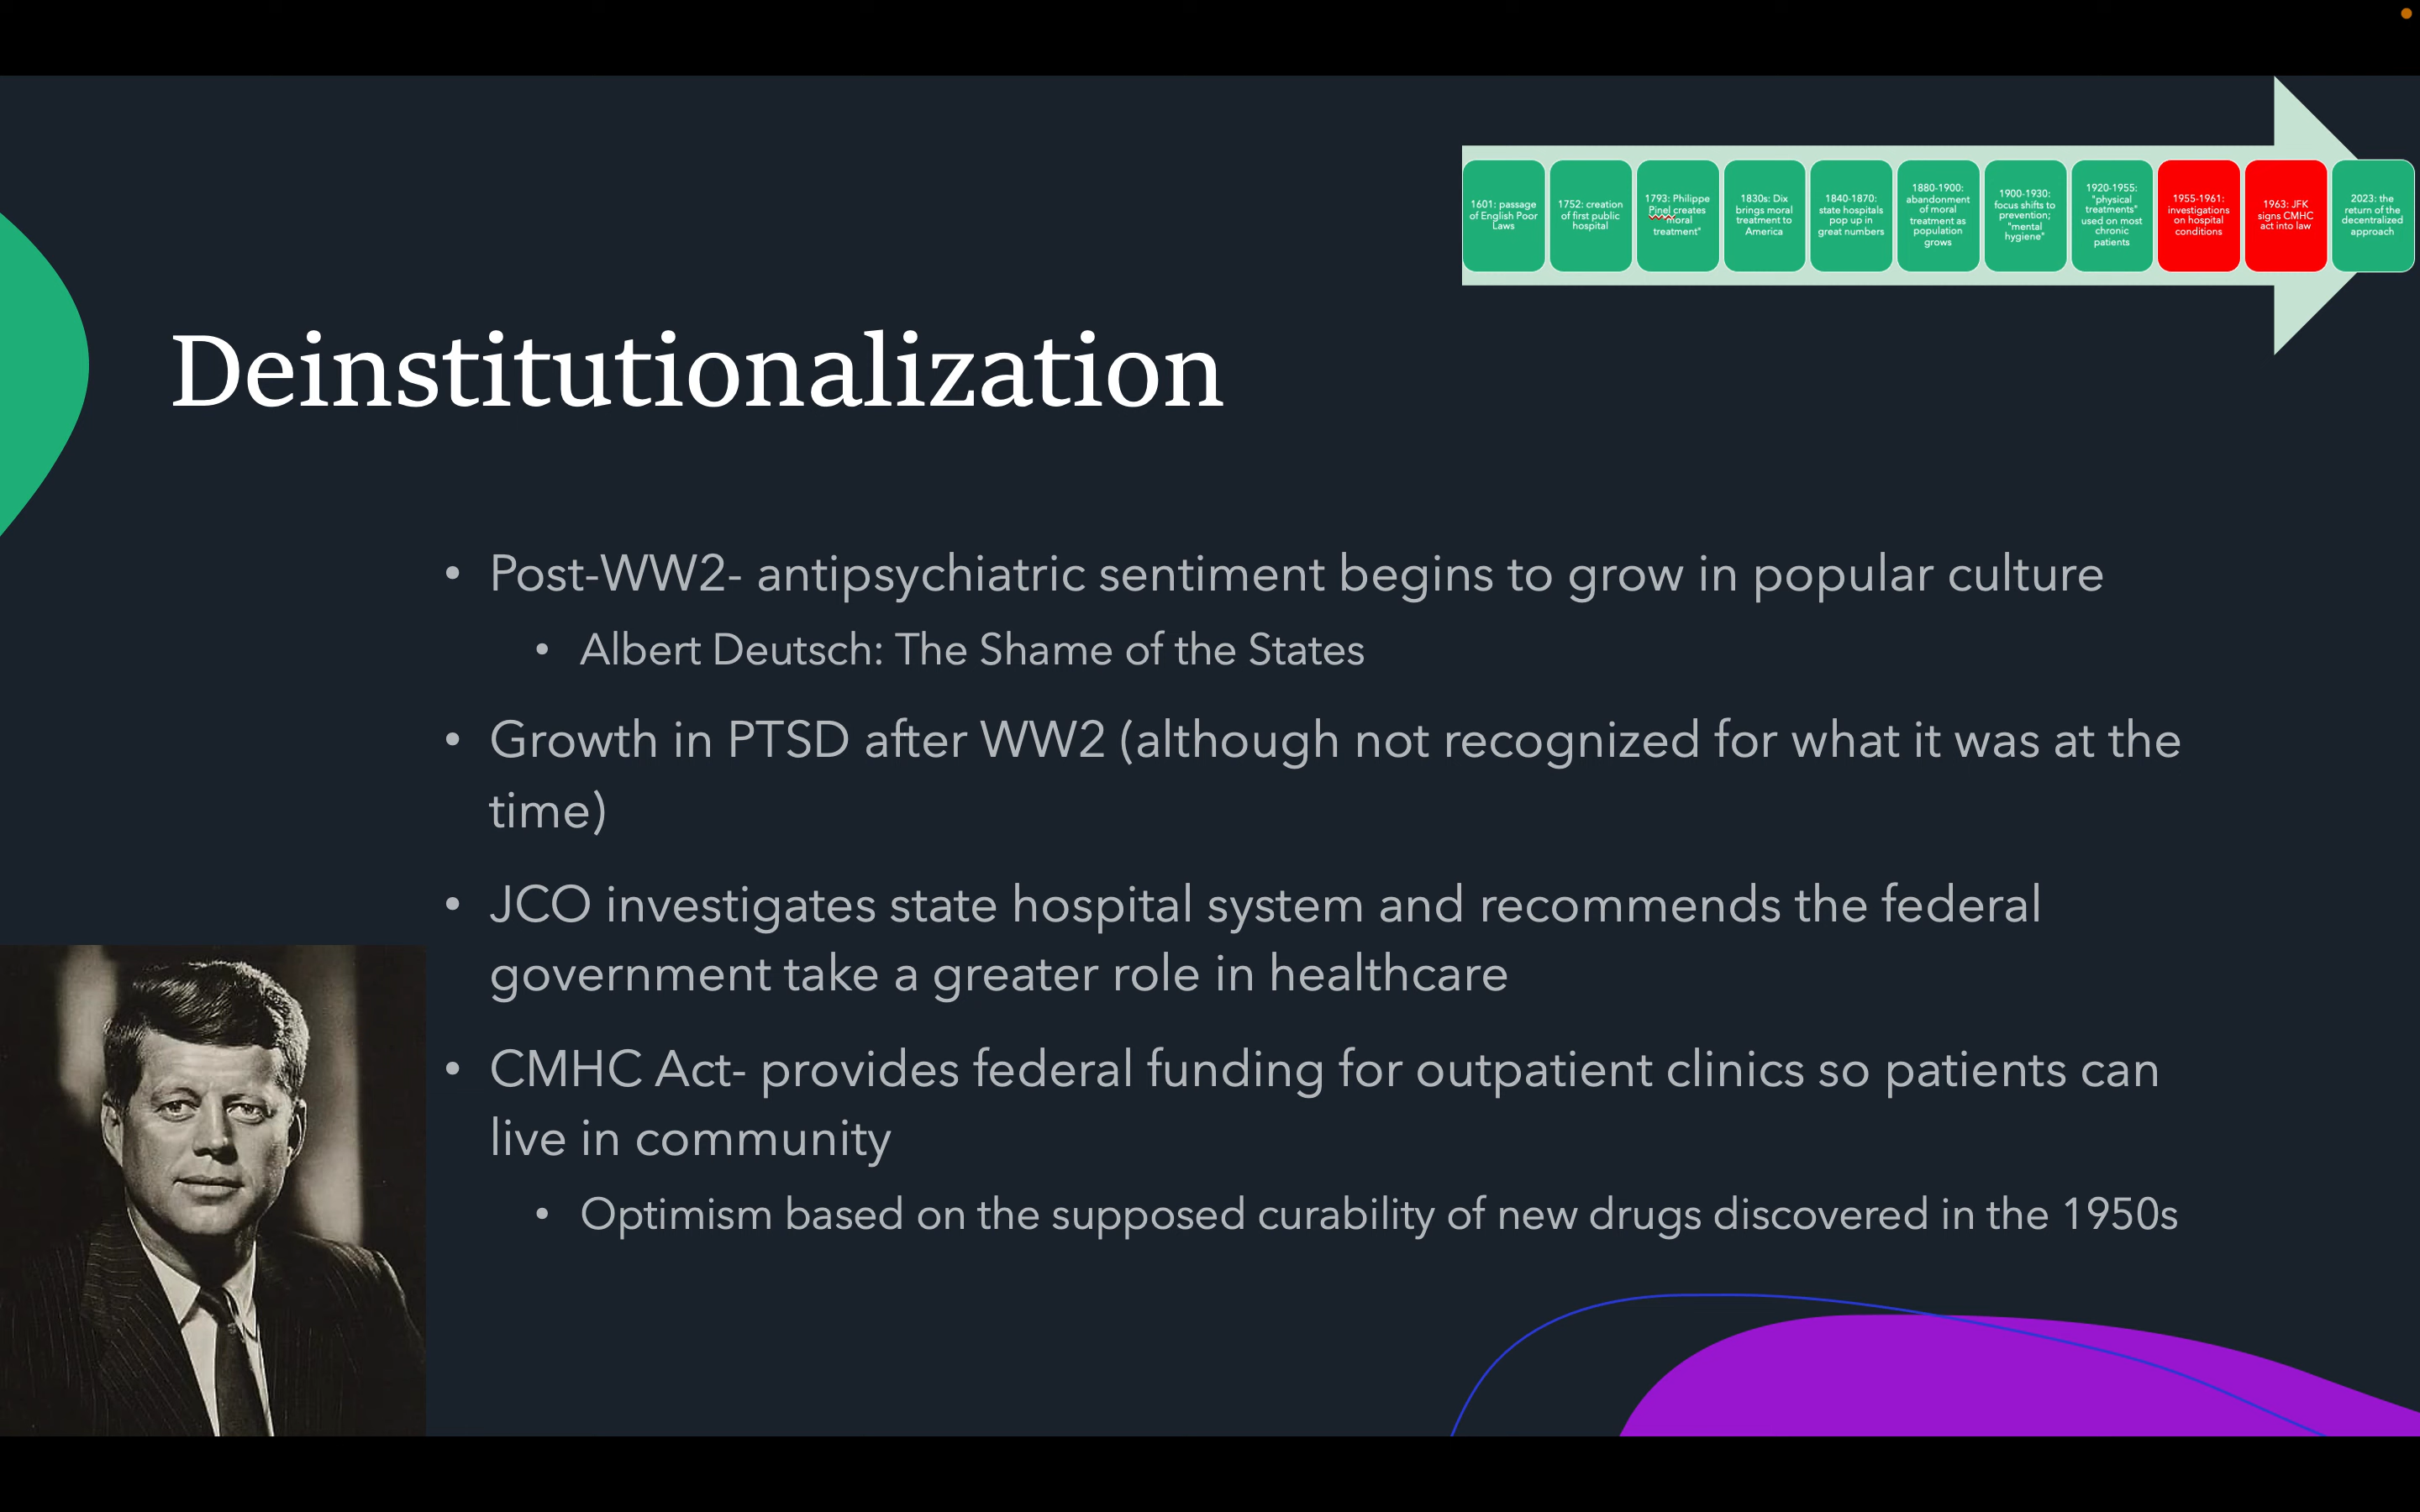 1601: passage
of English Poor
Laws
1752: creation
of first public
hospital
1793: Philippe
Pinel creates
"moral
treatment"
1830s: Dix
brings moral
treatment to
America
1840-1870:
state hospitals
pop up in
great numbers
1880-1900:
abandonment
of moral
treatment as
population
grows
1900-1930:
focus shifts to
prevention;
"mental
hygiene"
1920-1955:
"physical
treatments"
used on most
chronic
patients
1955-1961:
investigations
on hospital
conditions
1963: JFK
signs CMHC
act into law
2023: the
return of the
decentralized
approach
Deinstitutionalization
• Post-WW2- antipsychiatric sentiment begins to grow in popular culture
• Albert Deutsch: The Shame of the States
• Growth in PTSD after WW2 (although not recognized for what it was at the
time)
• JCO investigates state hospital system and recommends the federal
government take a greater role in healthcare
• CMHC Act- provides federal funding for outpatient clinics so patients can
live in community
• Optimism based on the supposed curability of new drugs discovered in the 1950s